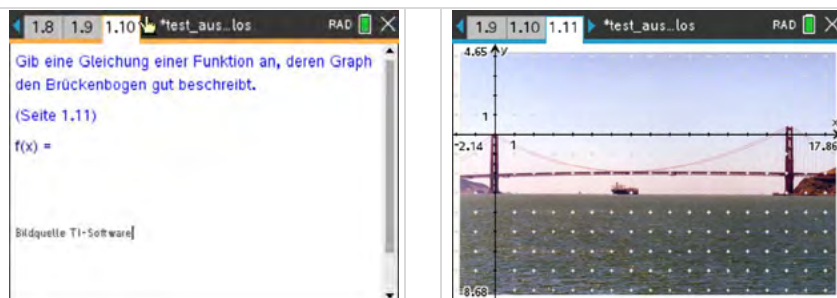 1.8 1.9 1.10 *test_aus…los RAD
Gib eine Gleichung einer Funktion an, deren Graph
den Brückenbogen gut beschreibt.
(Seite 1.11)
f(x) =
Bildquelle TI-Software
1.9 1.10 1.11 *test_aus…los RAD
4.65 y
1
x
-2.14 1 17.86
-8.68